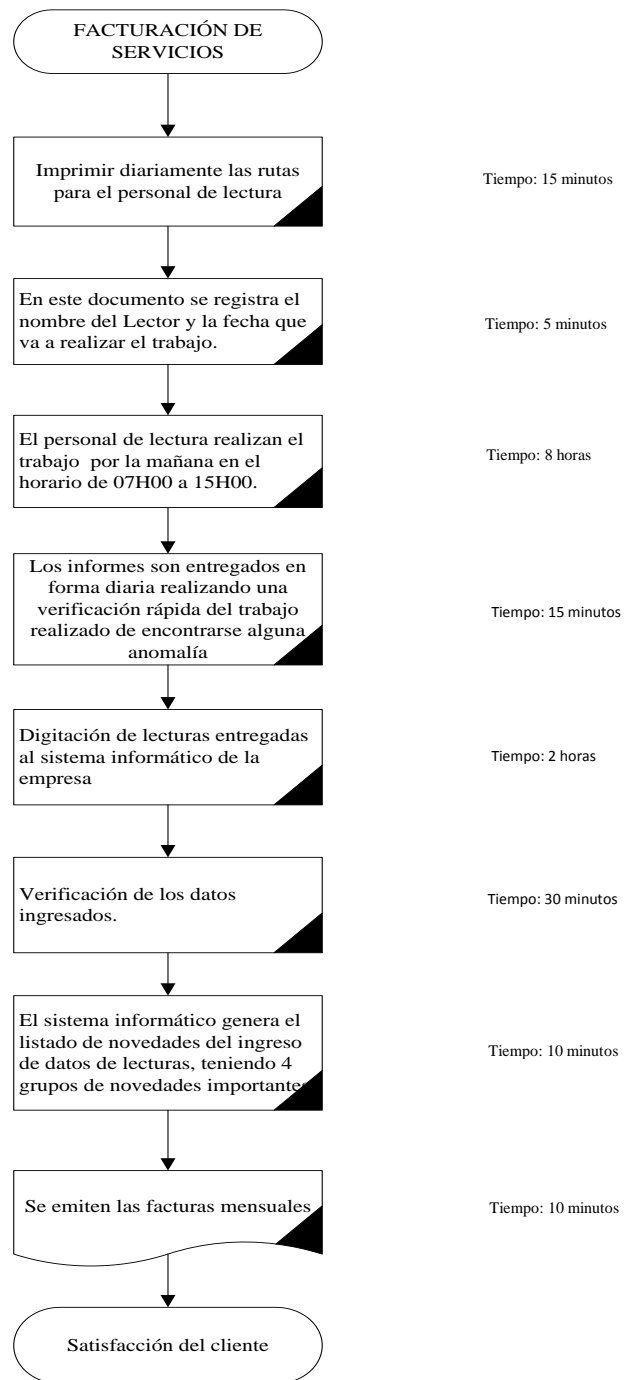 FACTURACIÓN DE
SERVICIOS
Imprimir diariamente las rutas
para el personal de lectura
Tiempo: 15 minutos
En este documento se registra el
nombre del Lector y la fecha que
va a realizar el trabajo.
Tiempo: 5 minutos
El personal de lectura realizan el
trabajo por la mañana en el
horario de 07H00 a 15H00.
Tiempo: 8 horas
Los informes son entregados en
forma diaria realizando una
verificación rápida del trabajo
realizado de encontrarse alguna
anomalía
Tiempo: 15 minutos
Digitación de lecturas entregadas
al sistema informático de la
empresa
Tiempo: 2 horas
Verificación de los datos
ingresados.
Tiempo: 30 minutos
El sistema informático genera el
listado de novedades del ingreso
de datos de lecturas, teniendo 4
grupos de novedades importantes
Tiempo: 10 minutos
Se emiten las facturas mensuales
Tiempo: 10 minutos
Satisfacción del cliente